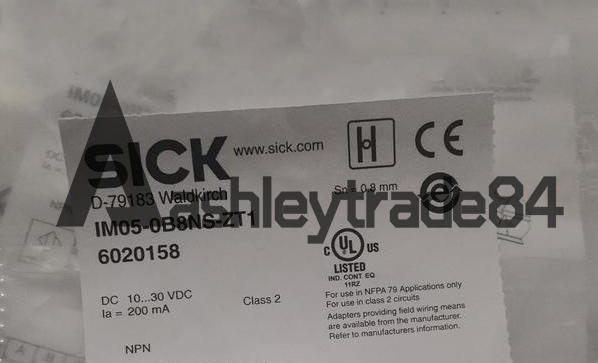 SICK
www.sick.com
CE
D-79183 Waldkirch
Sn = 0,8 mm
Ashleytrade84
IM05-0B8NS-ZT1
6020158
C UL US
LISTED
IND. CONT. EQ
11RZ
DC 10...30 VDC
Class 2
Ia = 200 mA
For use in NFPA 79 Applications only
For use in class 2 circuits
Adapters providing field wiring means
are available from the manufacturer.
Refer to manufacturers information.
NPN